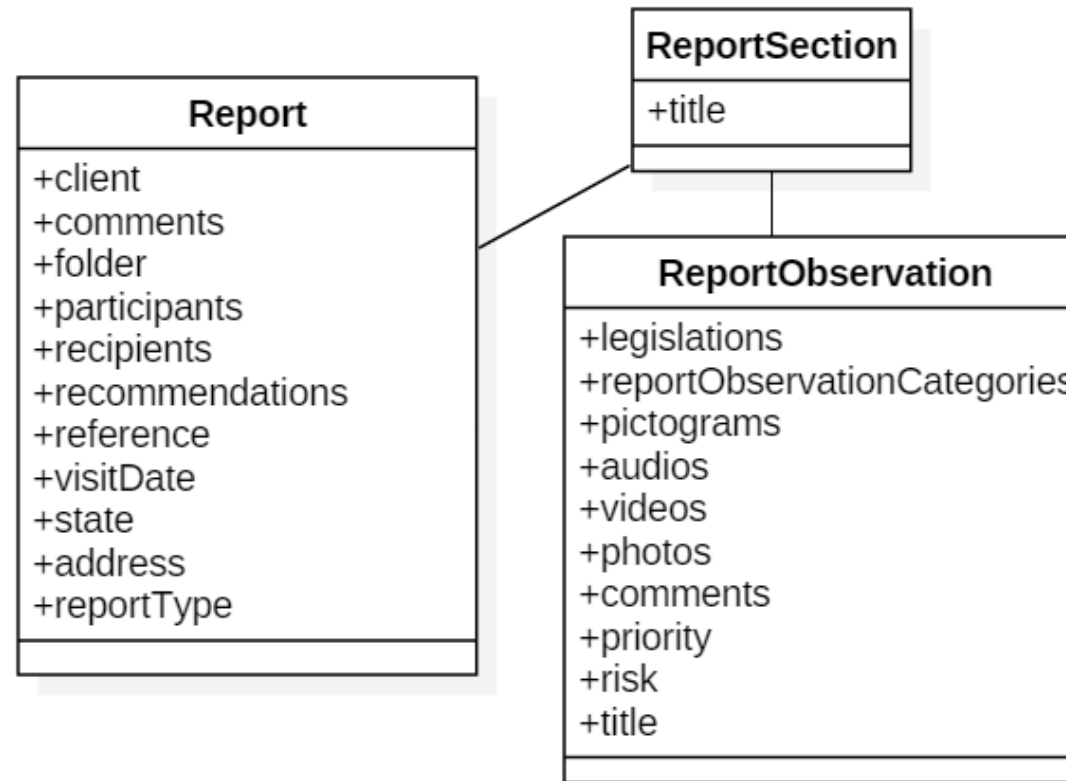 Report
+client
+comments
+folder
+participants
+recipients
+recommendations
+reference
+visitDate
+state
+address
+reportType
ReportSection
+title
ReportObservation
+legislations
+reportObservationCategories
+pictograms
+audios
+videos
+photos
+comments
+priority
+risk
+title